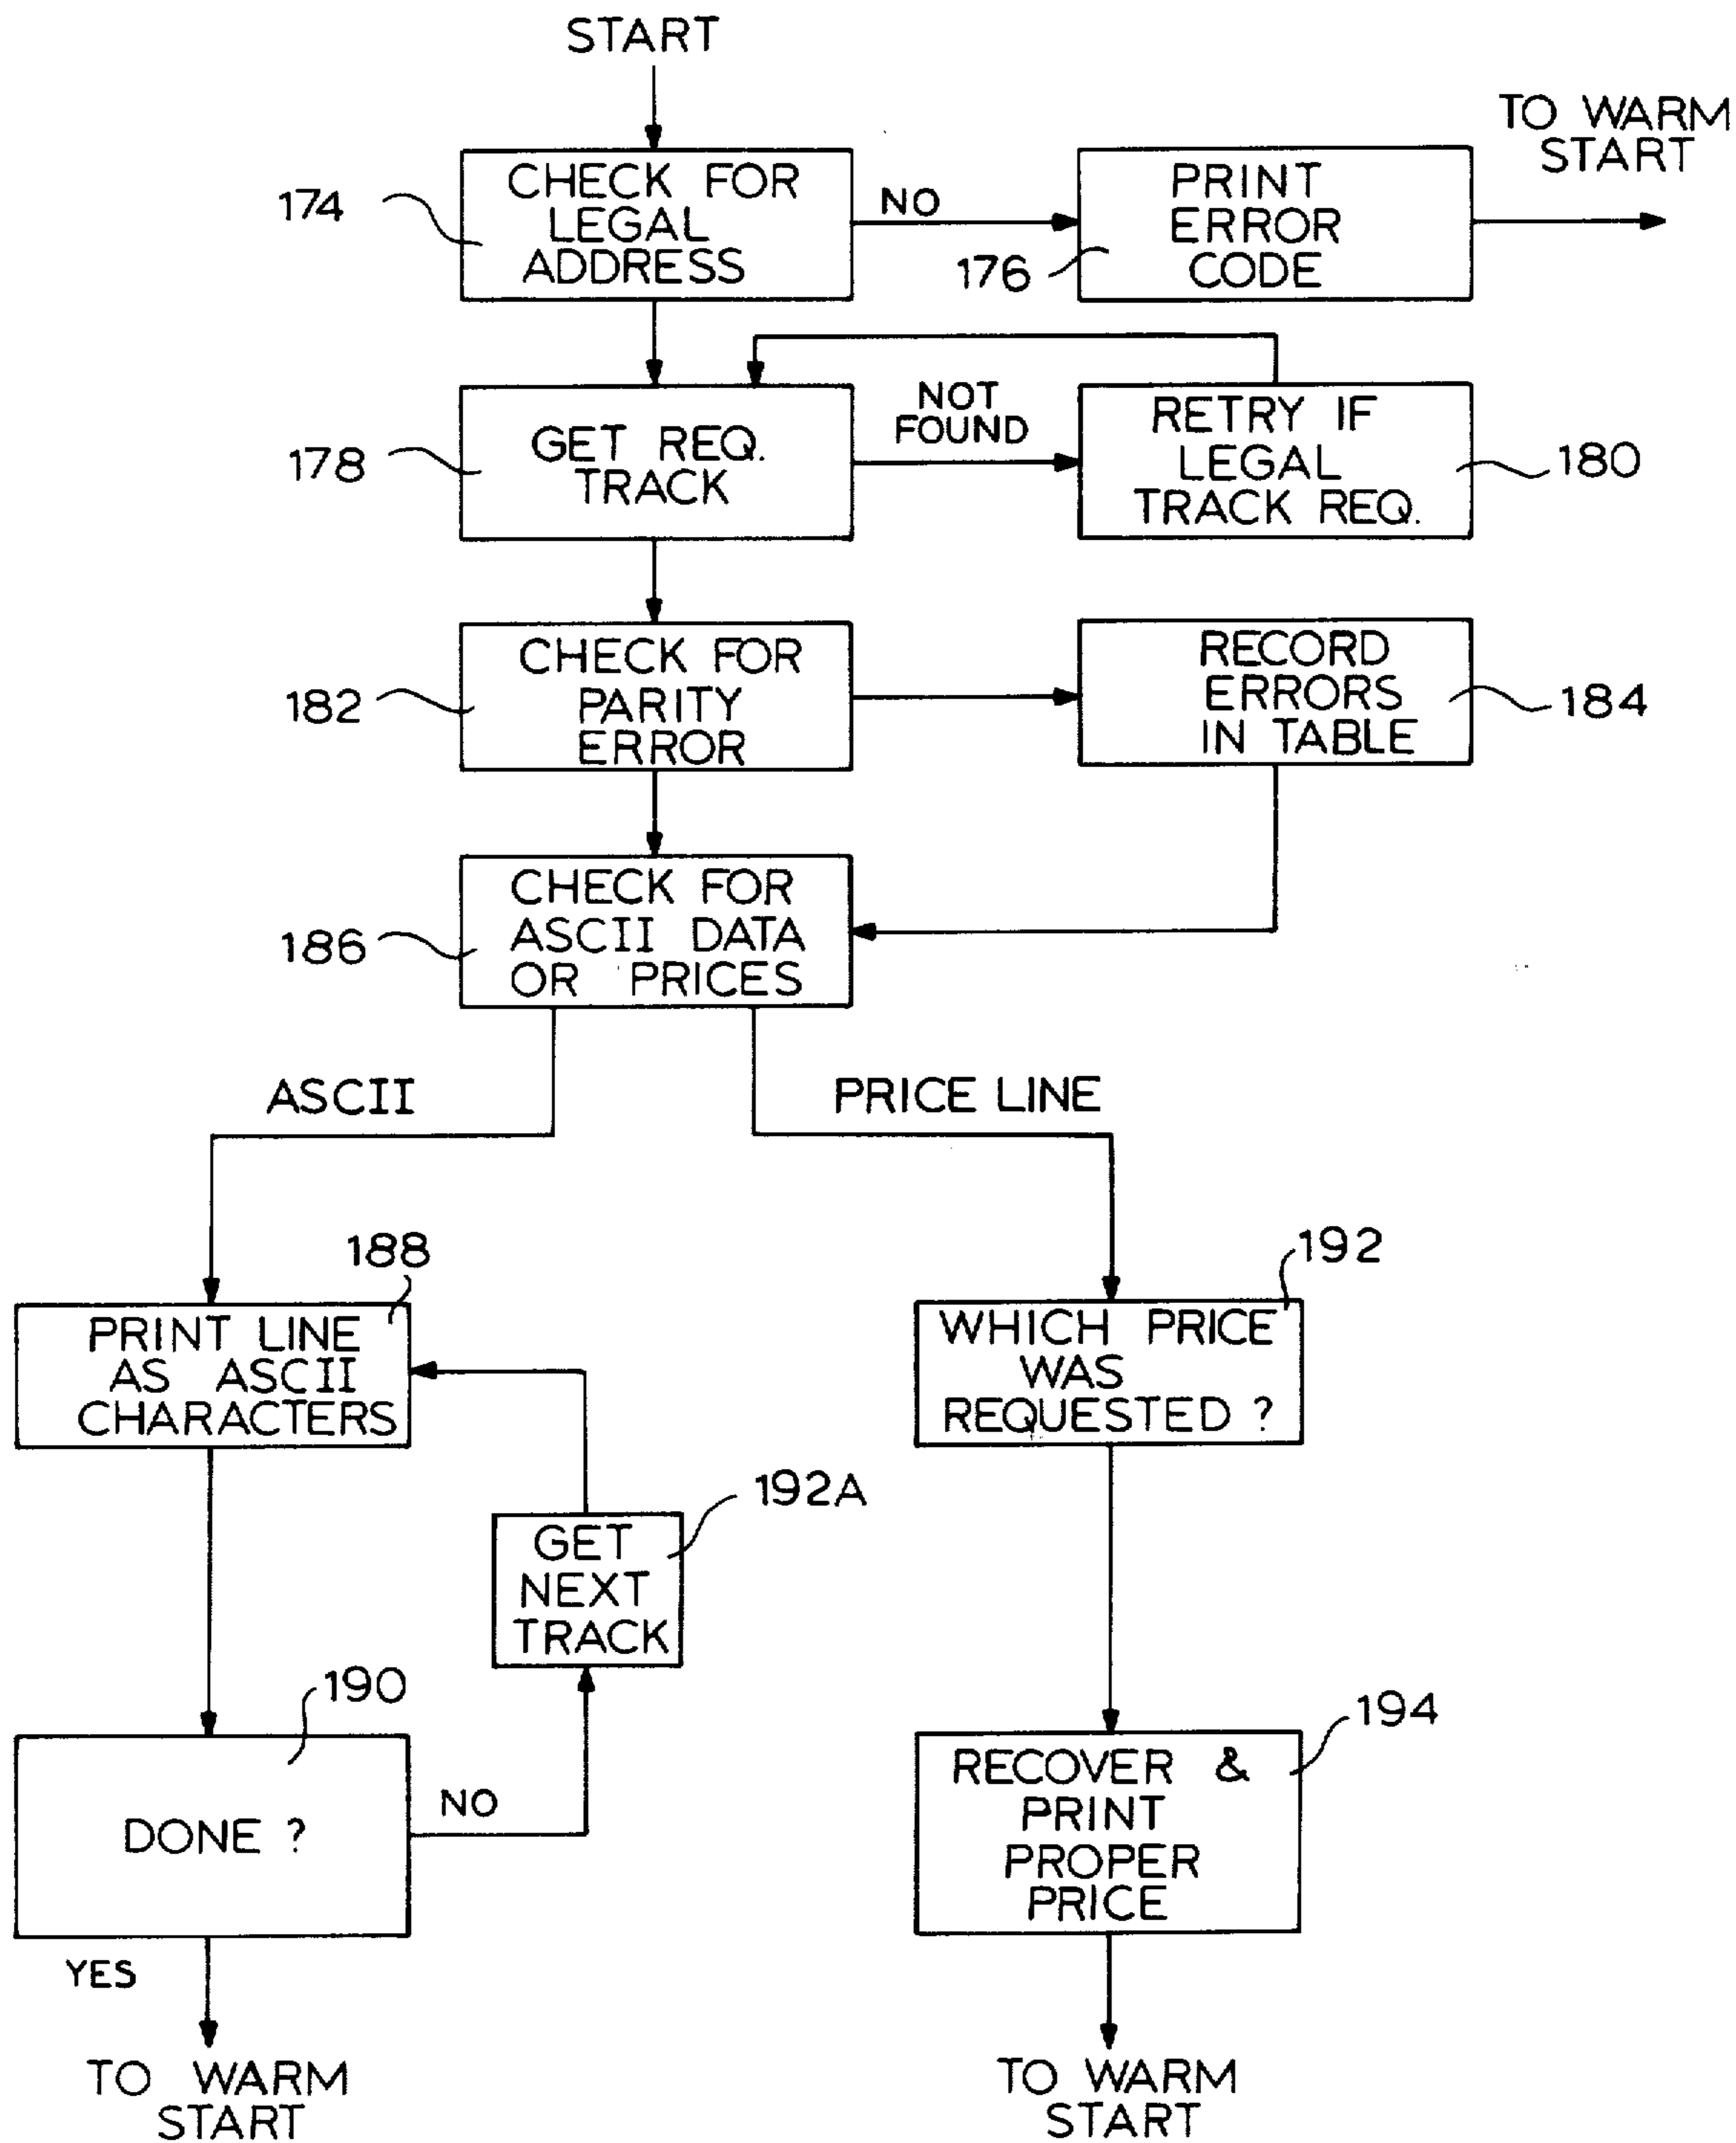 START
TO WARM
START
174
CHECK FOR
LEGAL
ADDRESS
NO
176
PRINT
ERROR
CODE
178
GET REQ.
TRACK
NOT
FOUND
RETRY IF
LEGAL
TRACK REQ.
180
182
CHECK FOR
PARITY
ERROR
RECORD
ERRORS
IN TABLE
184
186
CHECK FOR
ASCII DATA
OR PRICES
ASCII
PRICE LINE
188
PRINT LINE
AS ASCII
CHARACTERS
192
WHICH PRICE
WAS
REQUESTED ?
192A
GET
NEXT
TRACK
190
DONE ?
NO
YES
194
RECOVER &
PRINT
PROPER
PRICE
TO WARM
START
TO WARM
START